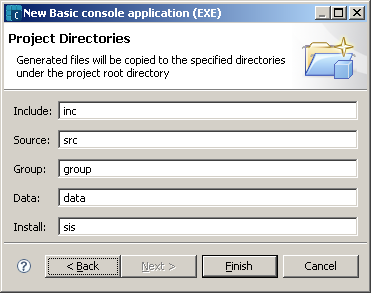 New Basic console application (EXE)
Project Directories
Generated files will be copied to the specified directories
under the project root directory
Include: inc
Source: src
Group: group
Data: data
Install: sis
? < Back Next > Finish Cancel